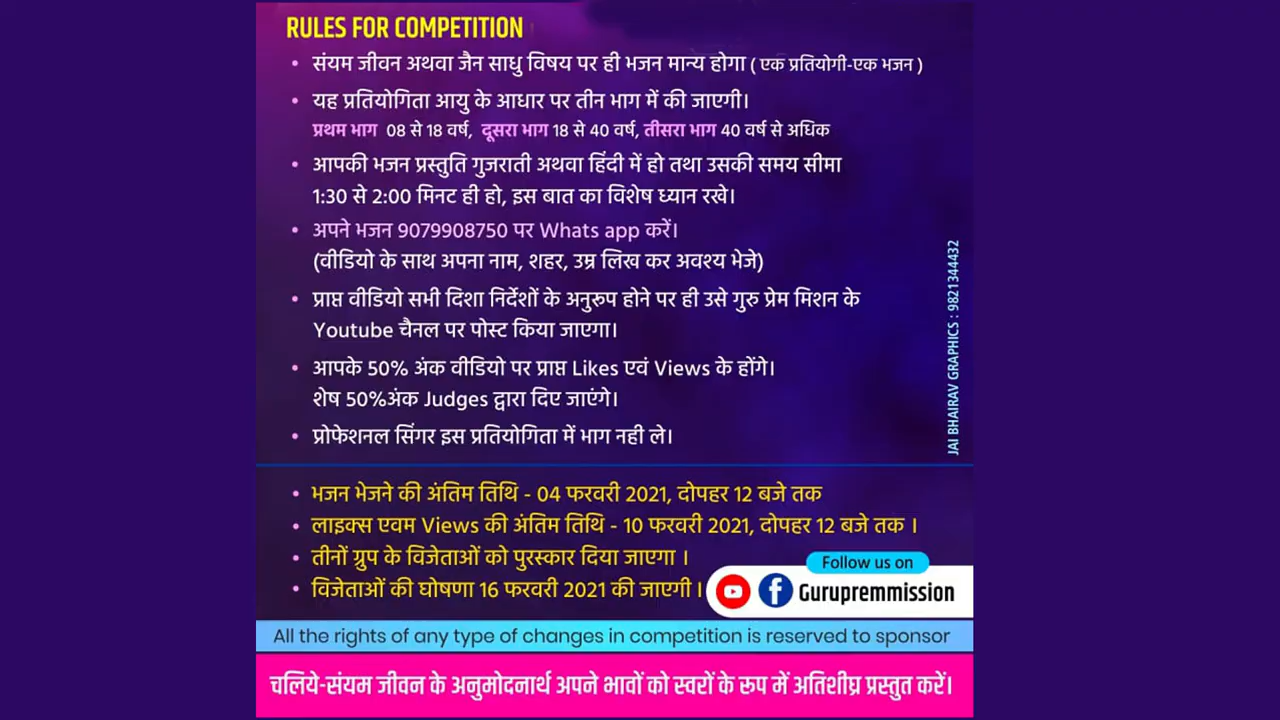 RULES FOR COMPETITION
• संयम जीवन अथवा जैन साधु विषय पर ही भजन मान्य होगा ( एक प्रतियोगी-एक भजन )
• यह प्रतियोगिता आयु के आधार पर तीन भाग में की जाएगी।
प्रथम भाग 08 से 18 वर्ष, दूसरा भाग 18 से 40 वर्ष, तीसरा भाग 40 वर्ष से अधिक
• आपकी भजन प्रस्तुति गुजराती अथवा हिंदी में हो तथा उसकी समय सीमा
1:30 से 2:00 मिनट ही हो, इस बात का विशेष ध्यान रखे।
• अपने भजन 9079908750 पर Whats app करें।
(वीडियो के साथ अपना नाम, शहर, उम्र लिख कर अवश्य भेजे)
• प्राप्त वीडियो सभी दिशा निर्देशों के अनुरूप होने पर ही उसे गुरु प्रेम मिशन के
Youtube चैनल पर पोस्ट किया जाएगा।
• आपके 50% अंक वीडियो पर प्राप्त Likes एवं Views के होंगे।
शेष 50%अंक Judges द्वारा दिए जाएंगे।
• प्रोफेशनल सिंगर इस प्रतियोगिता में भाग नही ले।
JAI BHAIRAV GRAPHICS : 9821344432
• भजन भेजने की अंतिम तिथि - 04 फरवरी 2021, दोपहर 12 बजे तक
• लाइक्स एवम Views की अंतिम तिथि - 10 फरवरी 2021, दोपहर 12 बजे तक ।
• तीनों ग्रुप के विजेताओं को पुरस्कार दिया जाएगा ।
• विजेताओं की घोषणा 16 फरवरी 2021 की जाएगी ।
Follow us on
Gurupremmission
All the rights of any type of changes in competition is reserved to sponsor
चलिये-संयम जीवन के अनुमोदनार्थ अपने भावों को स्वरों के रूप में अतिशीघ्र प्रस्तुत करें।